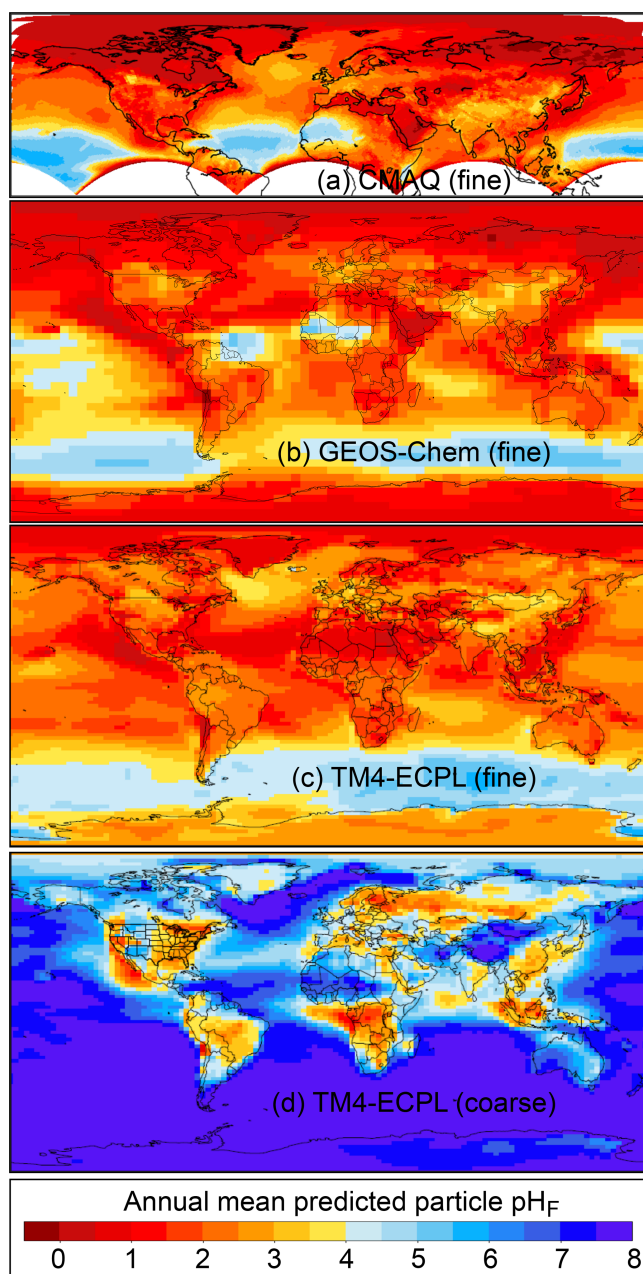 (a) CMAQ (fine)
(b) GEOS-Chem (fine)
(c) TM4-ECPL (fine)
(d) TM4-ECPL (coarse)
Annual mean predicted particle pHF
0 1 2 3 4 5 6 7 8